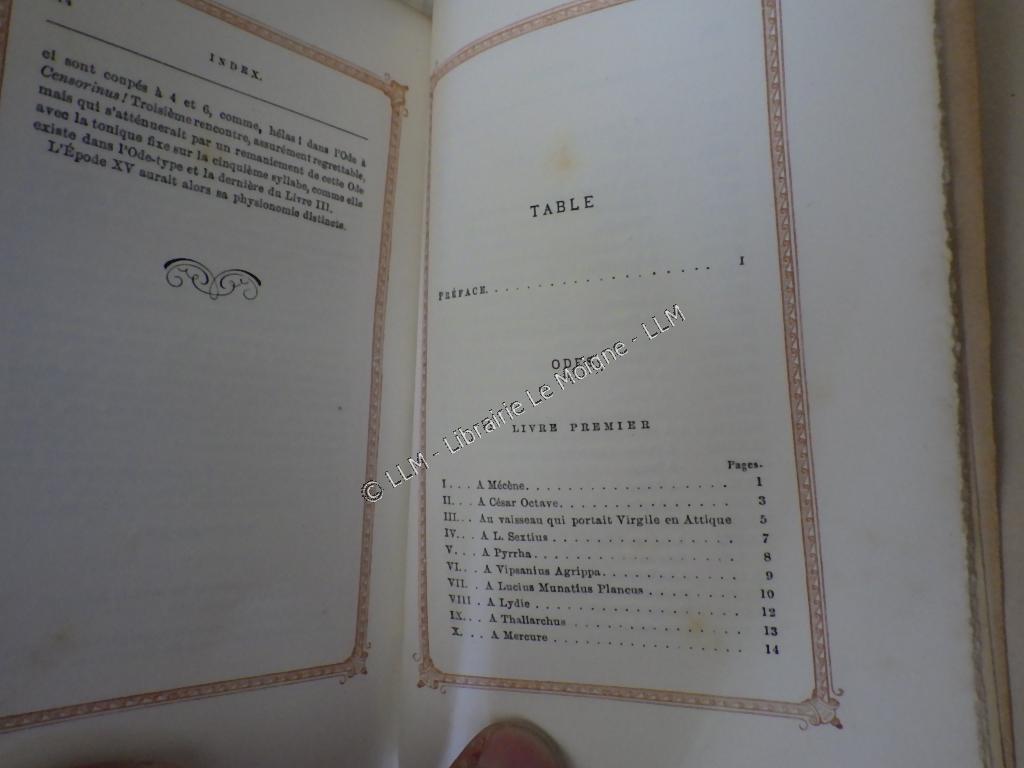 INDEX.
ci sont coupés à 4 et 6, comme, hélas! dans l'Ode à
Censorinus! Troisième rencontre, assurément regrettable,
mais qui s'atténuerait par un remaniement de cette Ode
avec la tonique fixe sur la cinquième syllabe, comme elle
existe dans l'Ode-type et la dernière du Livre III.
L'Épode XV aurait alors sa physionomie distincte.
TABLE
PRÉFACE. . . . . . . . . . . . . . . . . . . . I
ODES
LIVRE PREMIER
Pages.
I. . . A Mécène. . . . . . . . . . . . . . . . . 1
II. . . A César Octave. . . . . . . . . . . . . . 3
III. . . Au vaisseau qui portait Virgile en Attique 5
IV. . . A L. Sextius . . . . . . . . . . . . . . . 7
V. . . A Pyrrha . . . . . . . . . . . . . . . . . 8
VI. . . A Vipsanius Agrippa. . . . . . . . . . . . 9
VII. . A Lucius Munatius Plancus . . . . . . . . 10
VIII . A Lydie . . . . . . . . . . . . . . . . . 12
IX. . . A Thaliarchus . . . . . . . . . . . . . . 13
X. . . A Mercure . . . . . . . . . . . . . . . . 14
© LLM - Librairie Le Moigne - LLM